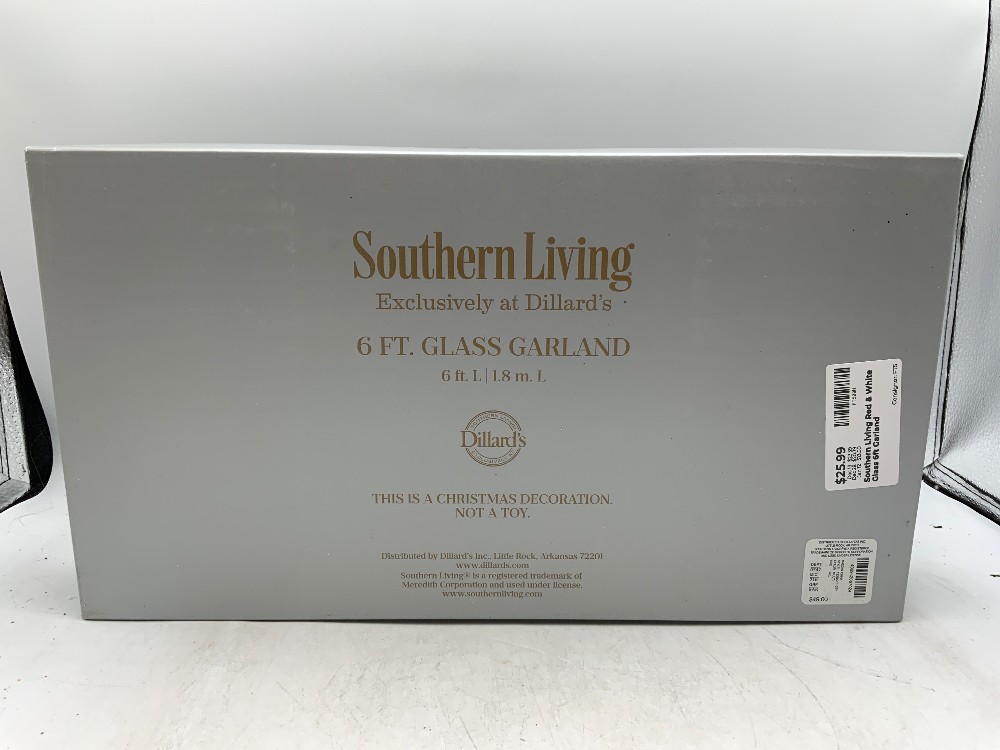 Southern Living
Exclusively at Dillard's
6 FT. GLASS GARLAND
6 ft. L | 1.8 m. L
Dillard's
THIS IS A CHRISTMAS DECORATION.
NOT A TOY.
Distributed by Dillard's Inc., Little Rock, Arkansas 72201
www.dillards.com
Southern Living® is a registered trademark of
Meredith Corporation and used under license.
www.southernliving.com
$25.99
Southern Living Red & White
Glass 6ft Garland